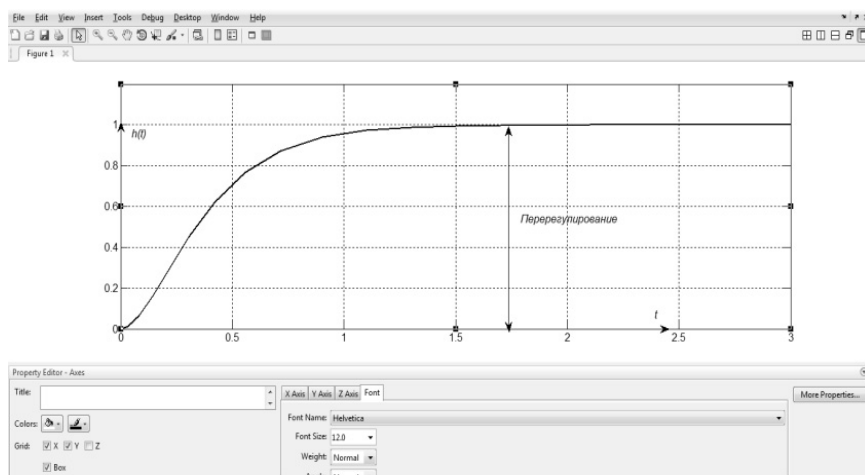 File Edit View Insert Tools Debug Desktop Window Help
Figure 1
1
h(t)
0.8
0.6
Перерегулирование
0.4
0.2
t
0
0 0.5 1 1.5 2 2.5 3
Property Editor - Axes
Title:
X Axis Y Axis Z Axis Font
More Properties...
Colors:
Font Name: Helvetica
Font Size: 12.0
Grid: X Y Z
Weight: Normal
Box